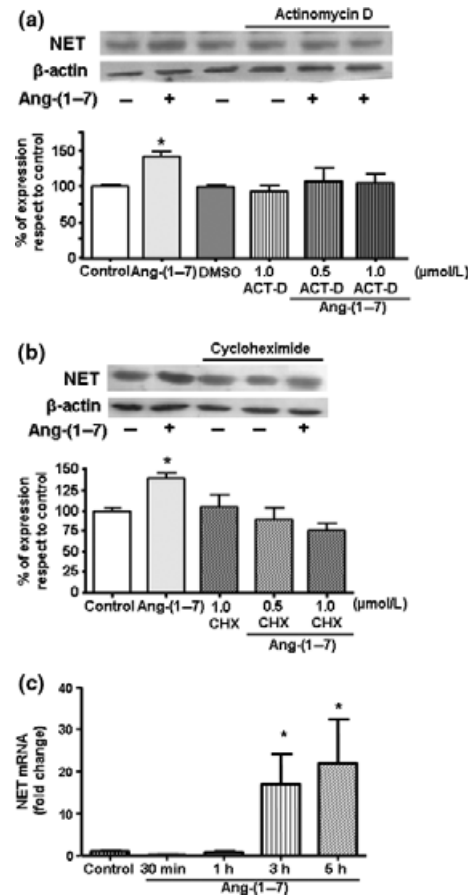 (a)
Actinomycin D
NET
β-actin
Ang-(1–7) – + – – + +
% of expression
respect to control
150
100
50
0
*
Control Ang-(1–7) DMSO 1.0 0.5 1.0 (µmol/L)
ACT-D ACT-D ACT-D
Ang-(1–7)
(b)
Cycloheximide
NET
β-actin
Ang-(1–7) – + – – +
% of expression
respect to control
150
125
100
75
50
25
0
*
Control Ang-(1–7) 1.0 0.5 1.0 (µmol/L)
CHX CHX CHX
Ang-(1–7)
(c)
NET mRNA
(fold change)
40
30
20
10
0
* *
Control 30 min 1 h 3 h 5 h
Ang-(1–7)